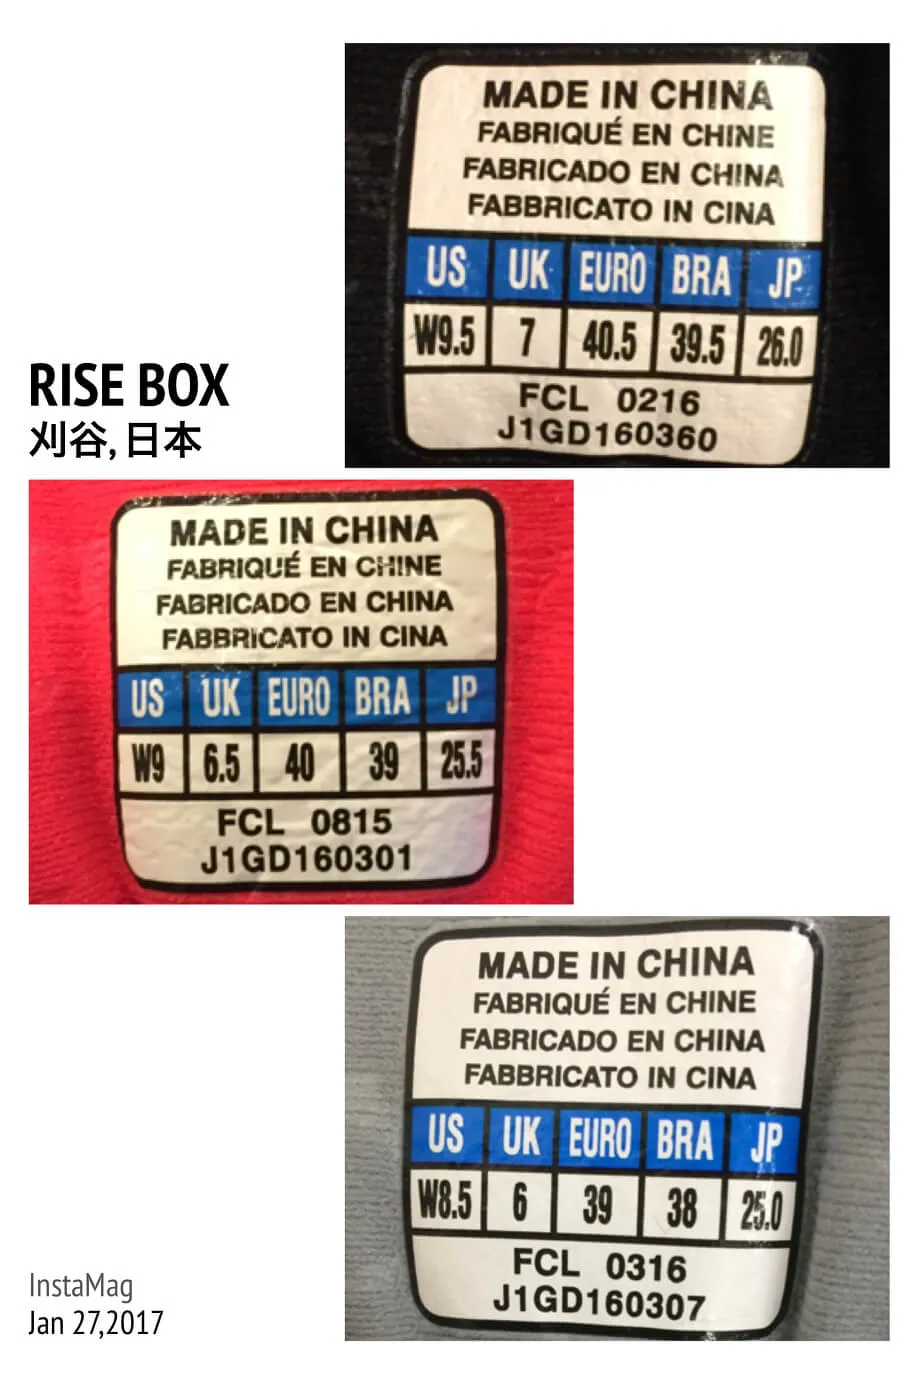 MADE IN CHINA
FABRIQUÉ EN CHINE
FABRICADO EN CHINA
FABBRICATO IN CINA
US UK EURO BRA JP
W9.5 7 40.5 39.5 26.0
FCL 0216
J1GD160360
RISE BOX
刈谷, 日本
MADE IN CHINA
FABRIQUÉ EN CHINE
FABRICADO EN CHINA
FABBRICATO IN CINA
US UK EURO BRA JP
W9 6.5 40 39 25.5
FCL 0815
J1GD160301
MADE IN CHINA
FABRIQUÉ EN CHINE
FABRICADO EN CHINA
FABBRICATO IN CINA
US UK EURO BRA JP
W8.5 6 39 38 25.0
FCL 0316
J1GD160307
InstaMag
Jan 27,2017